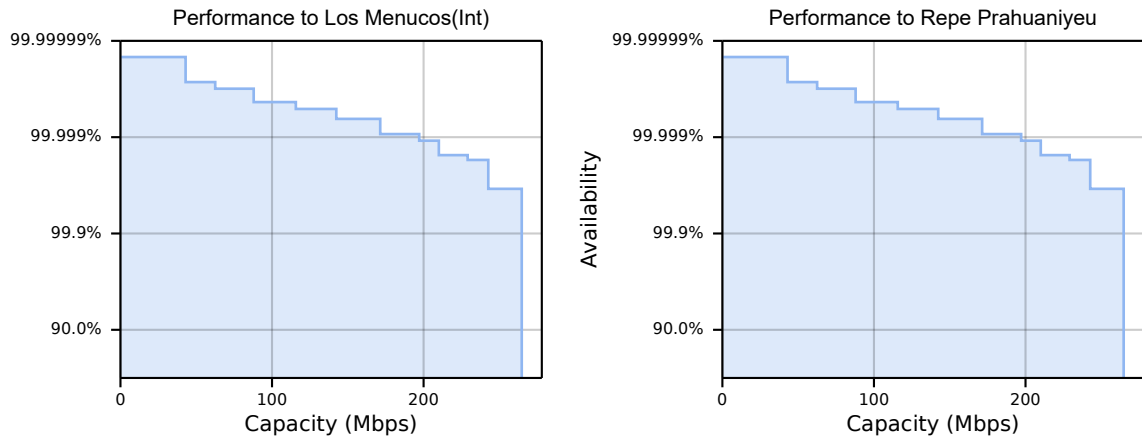 Performance to Los Menucos(Int)
99.99999%
99.999%
99.9%
90.0%
0
100
200
Capacity (Mbps)
Performance to Repe Prahuaniyeu
Availability
99.99999%
99.999%
99.9%
90.0%
0
100
200
Capacity (Mbps)